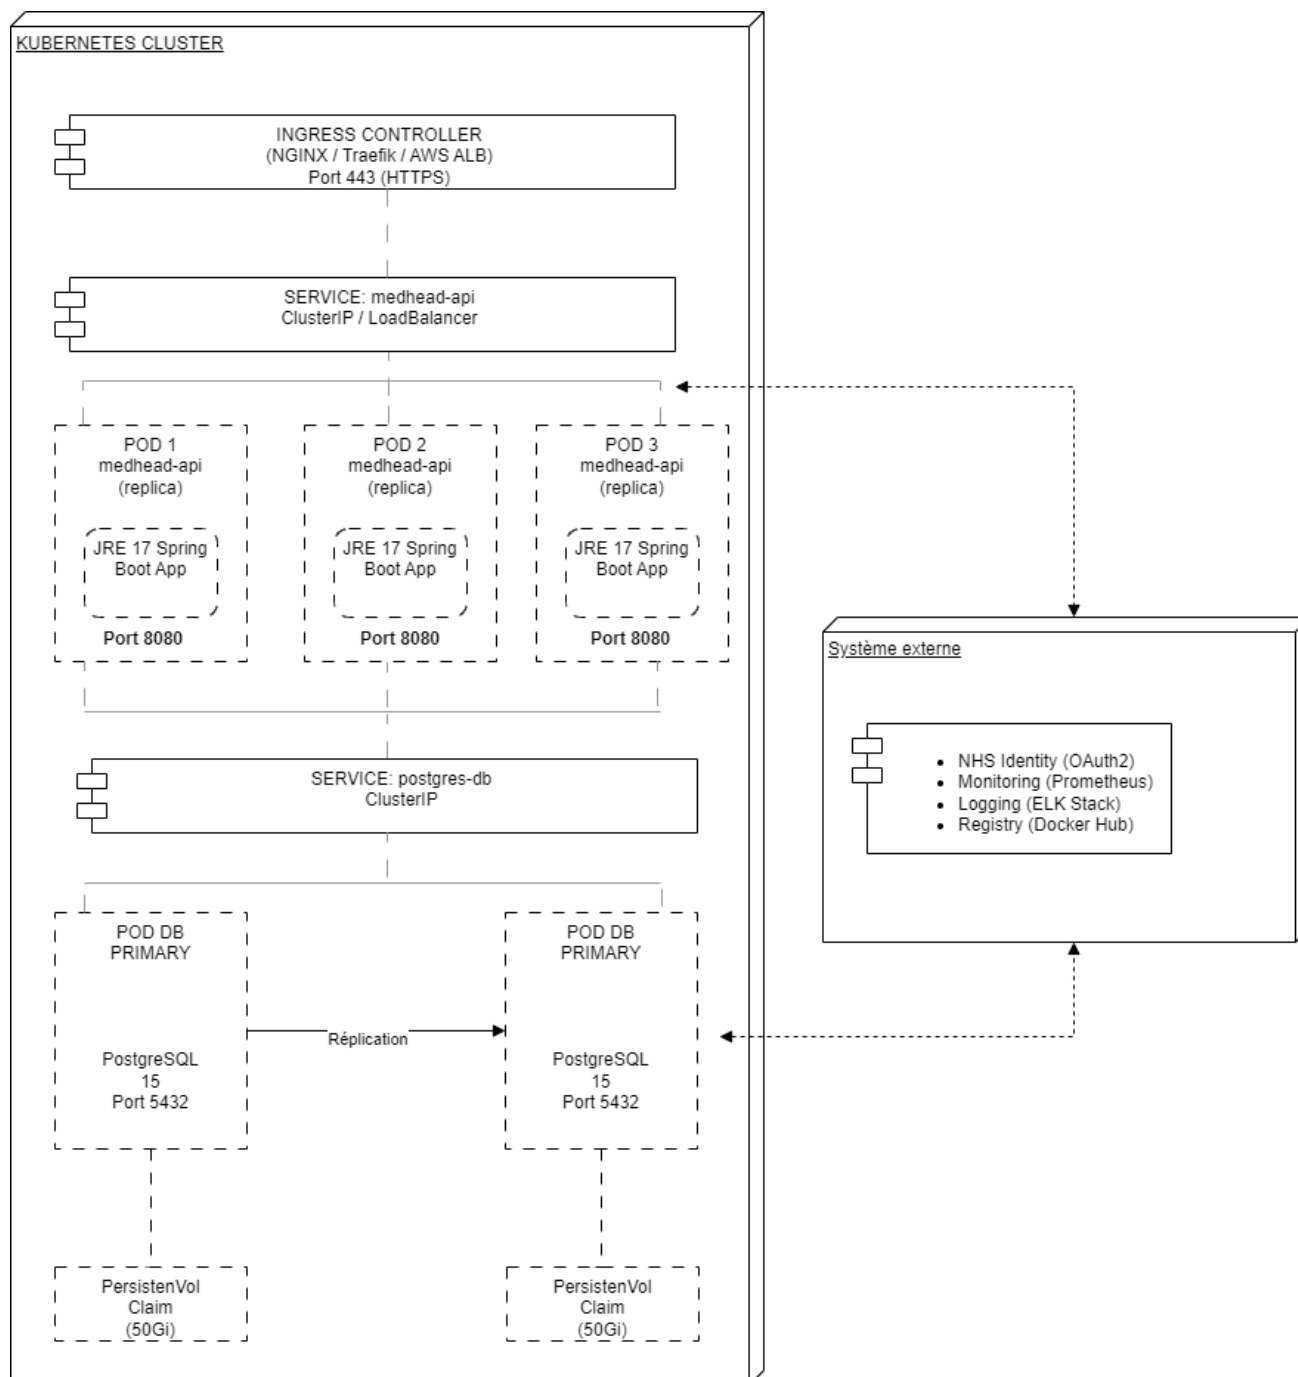 KUBERNETES CLUSTER
INGRESS CONTROLLER
(NGINX / Traefik / AWS ALB)
Port 443 (HTTPS)
SERVICE: medhead-api
ClusterIP / LoadBalancer
POD 1
medhead-api
(replica)
JRE 17 Spring
Boot App
Port 8080
POD 2
medhead-api
(replica)
JRE 17 Spring
Boot App
Port 8080
POD 3
medhead-api
(replica)
JRE 17 Spring
Boot App
Port 8080
Système externe
NHS Identity (OAuth2)
Monitoring (Prometheus)
Logging (ELK Stack)
Registry (Docker Hub)
SERVICE: postgres-db
ClusterIP
POD DB
PRIMARY
PostgreSQL
15
Port 5432
Réplication
POD DB
PRIMARY
PostgreSQL
15
Port 5432
PersistenVol
Claim
(50Gi)
PersistenVol
Claim
(50Gi)